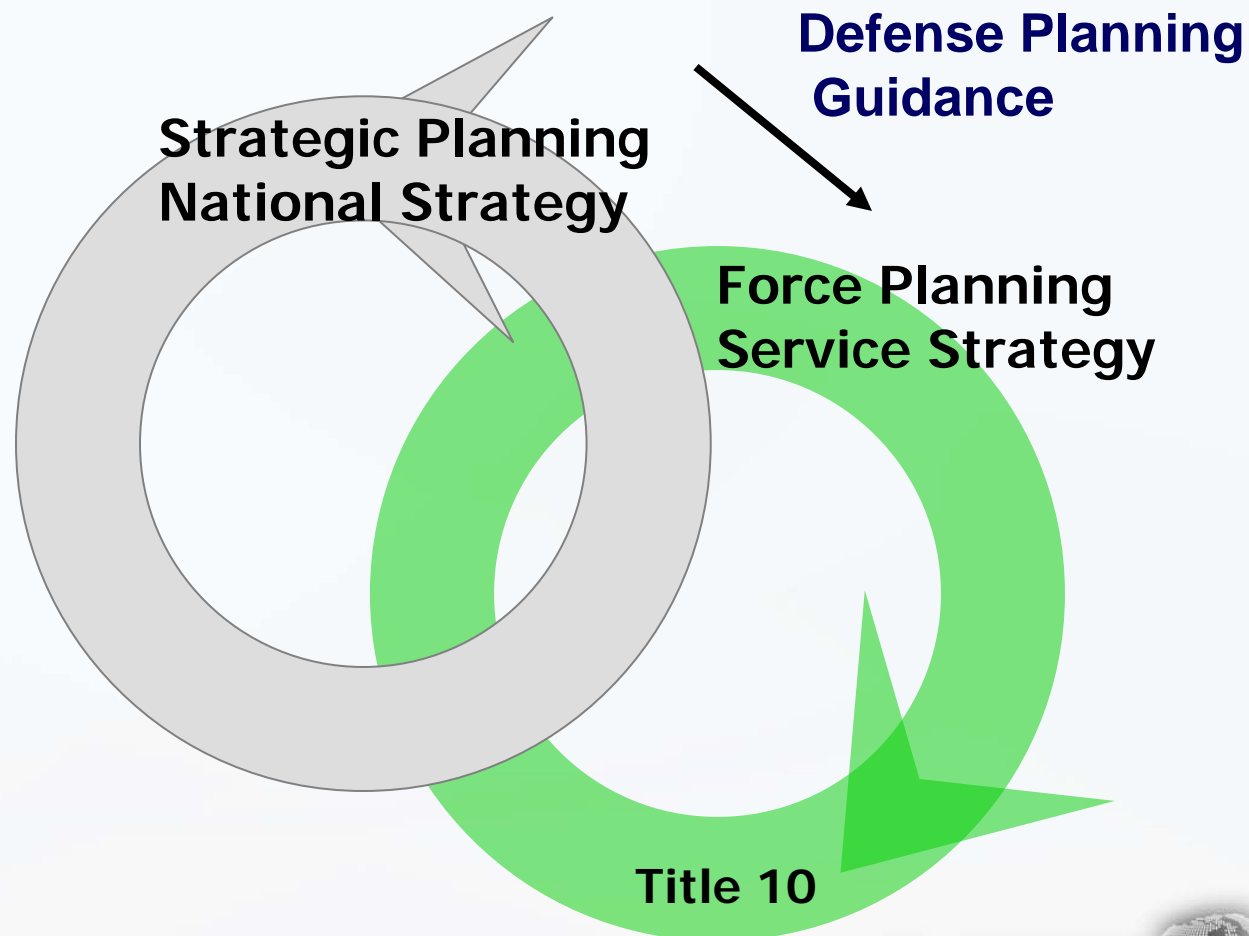 Defense Planning
Guidance
Strategic Planning
National Strategy
Force Planning
Service Strategy
Title 10